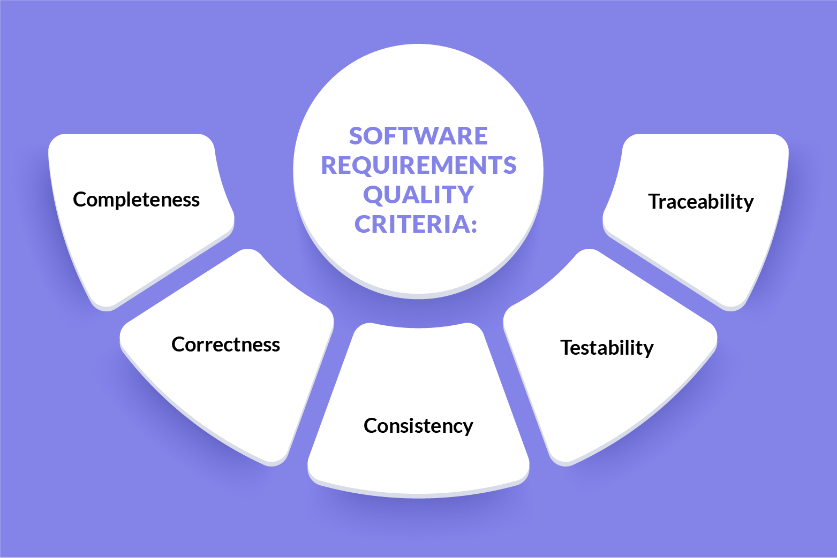 SOFTWARE
REQUIREMENTS
QUALITY
CRITERIA:
Completeness
Correctness
Consistency
Testability
Traceability